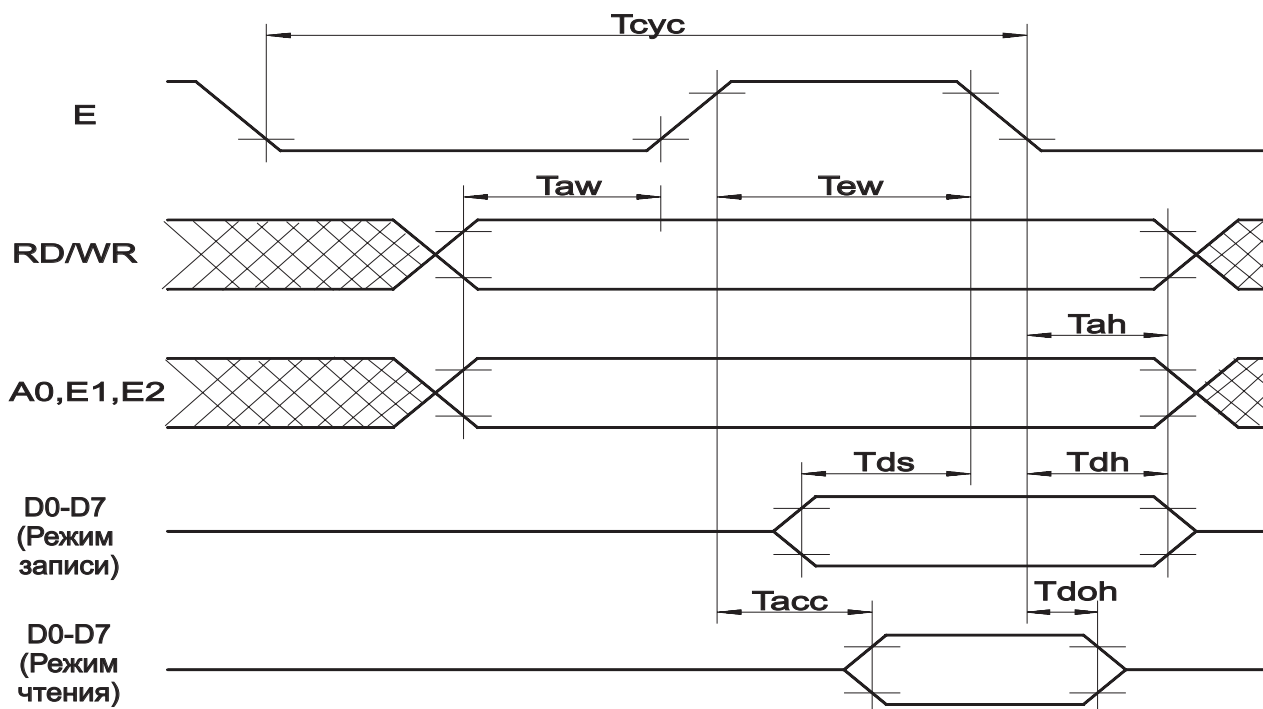 Tcyc
E
Taw
Tew
RD/WR
Tah
A0,E1,E2
Tds
Tdh
D0-D7
(Режим
записи)
Tacc
Tdoh
D0-D7
(Режим
чтения)